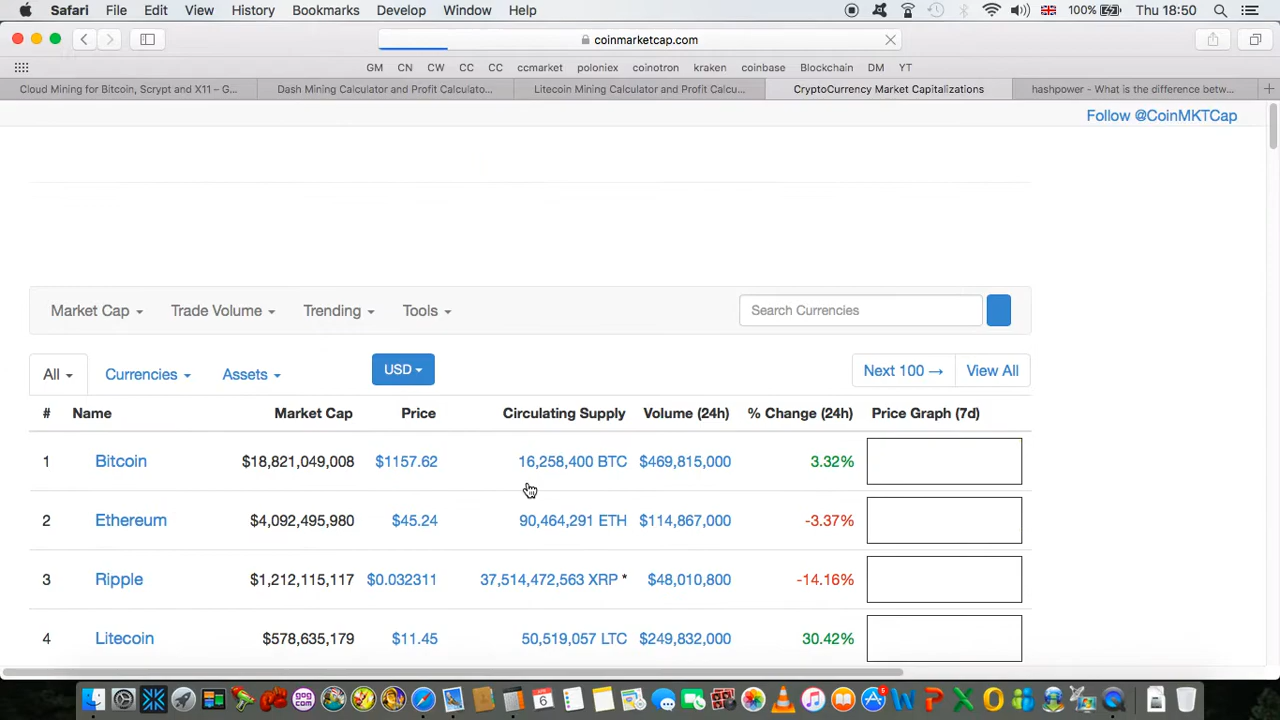 Safari File Edit View History Bookmarks Develop Window Help 100% Thu 18:50
coinmarketcap.com
GM CN CW CC CC ccmarket poloniex coinotron kraken coinbase Blockchain DM YT
Cloud Mining for Bitcoin, Scrypt and X11 – G... Dash Mining Calculator and Profit Calculato... Litecoin Mining Calculator and Profit Calcu... CryptoCurrency Market Capitalizations hashpower - What is the difference betw...
Follow @CoinMKTCap
Market Cap Trade Volume Trending Tools Search Currencies
All Currencies Assets USD Next 100 → View All
# Name Market Cap Price Circulating Supply Volume (24h) % Change (24h) Price Graph (7d)
1 Bitcoin $18,821,049,008 $1157.62 16,258,400 BTC $469,815,000 3.32%
2 Ethereum $4,092,495,980 $45.24 90,464,291 ETH $114,867,000 -3.37%
3 Ripple $1,212,115,117 $0.032311 37,514,472,563 XRP * $48,010,800 -14.16%
4 Litecoin $578,635,179 $11.45 50,519,057 LTC $249,832,000 30.42%